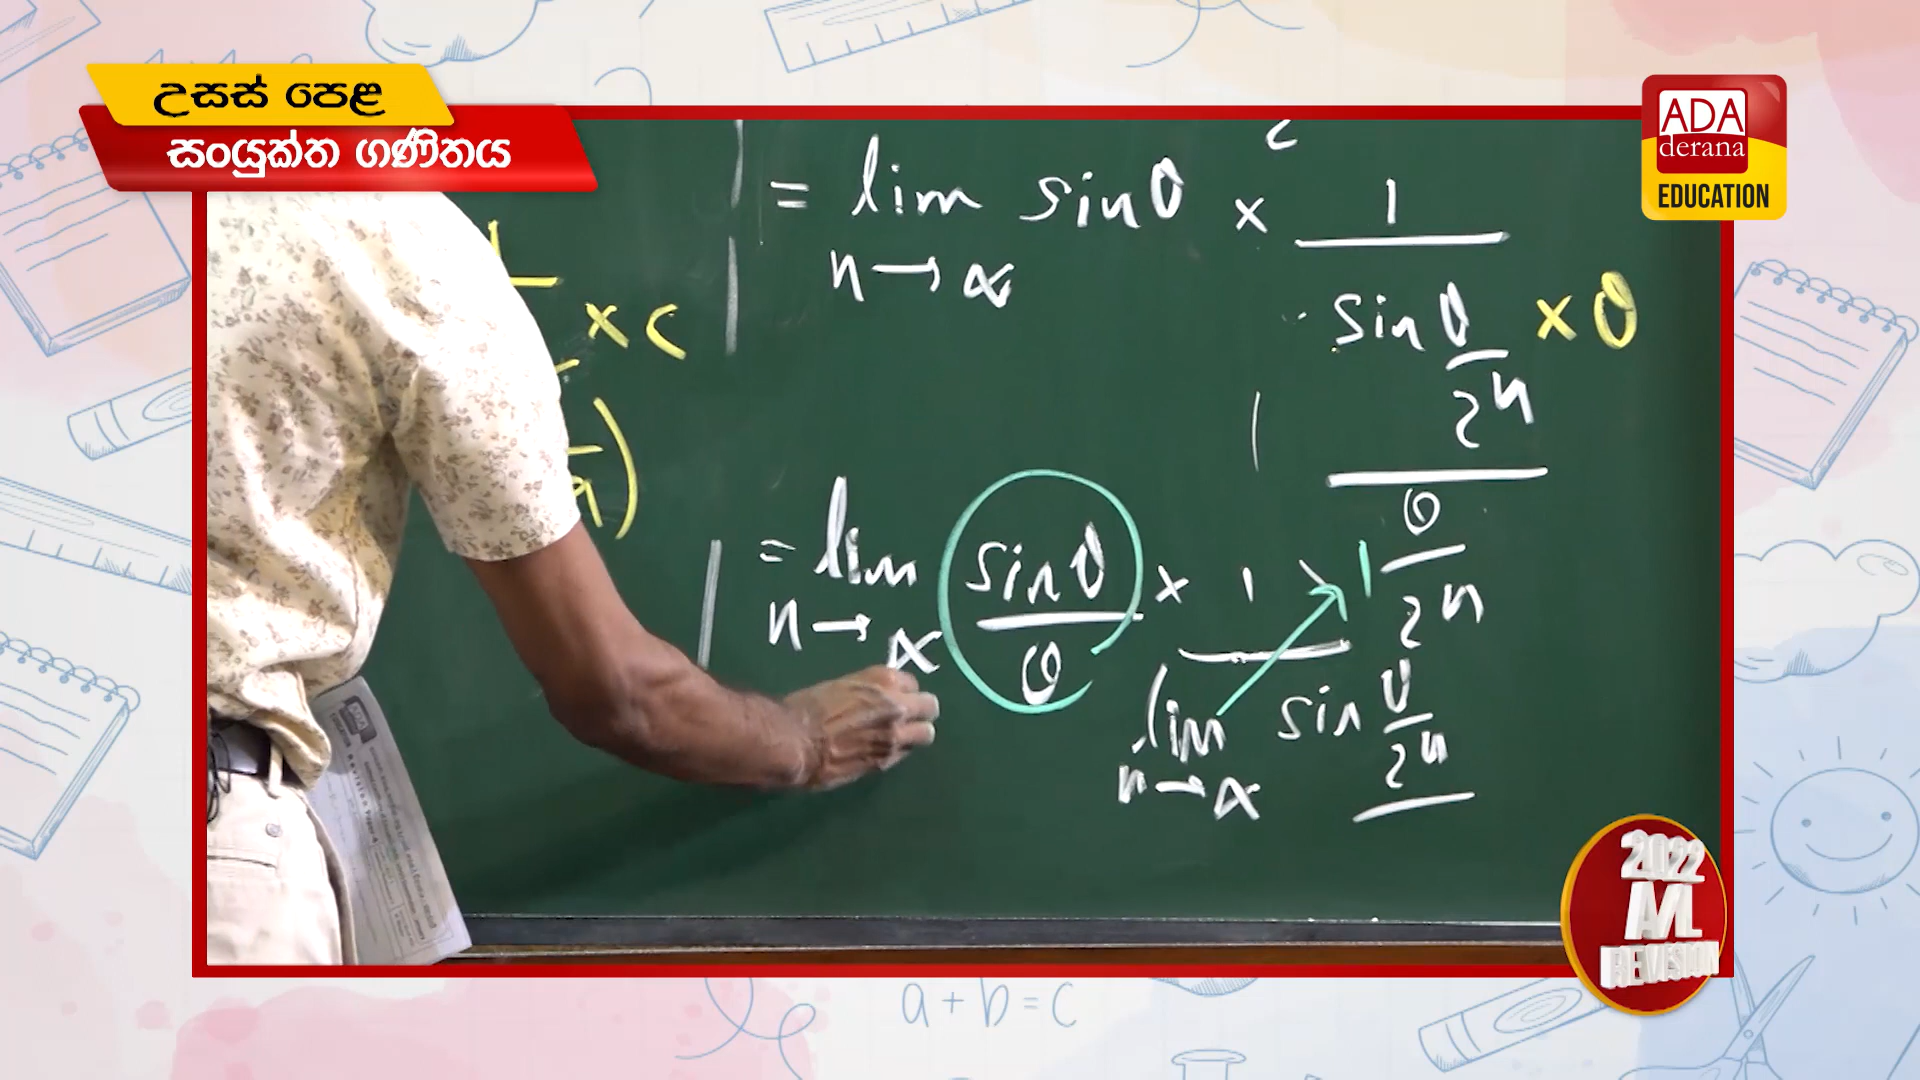 උසස් පෙළ
සංයුක්ත ගණිතය
ADA
derana
EDUCATION
= lim sinθ × 1
n → ∝
sin θ × θ
2ⁿ
× c
θ
2ⁿ
= lim sinθ × 1 1
n → ∝ θ
lim sin θ
n → ∝ 2ⁿ
2022
A/L
REVISION
a + b = c